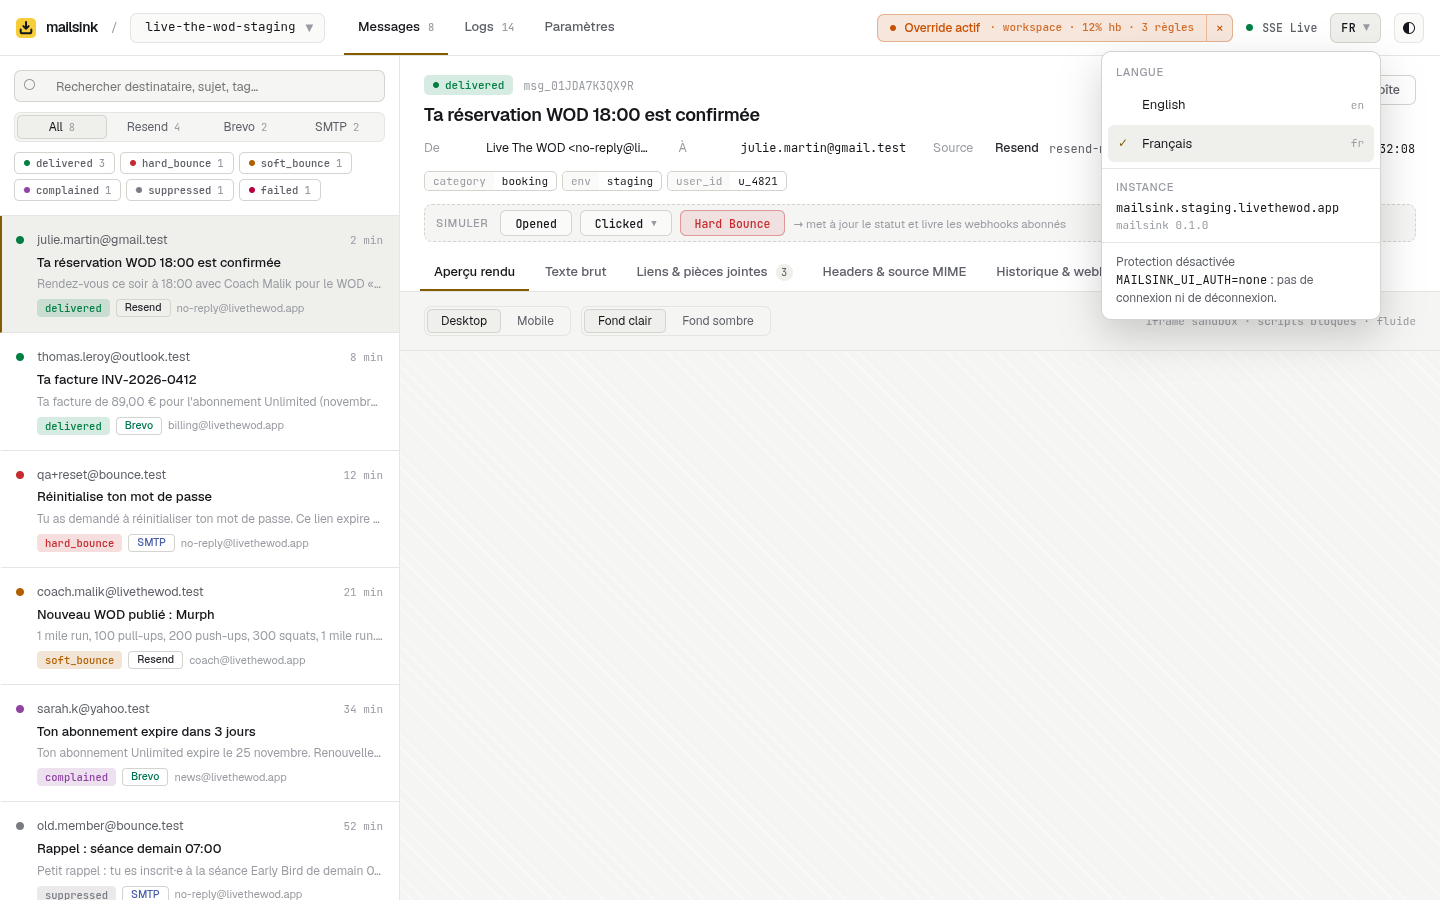 mailsink / live-the-wod-staging ▼ Messages 8 Logs 14 Paramètres Override actif · workspace · 12% hb · 3 règles × SSE Live FR ▼
Rechercher destinataire, sujet, tag…
All 8 Resend 4 Brevo 2 SMTP 2
delivered 3 hard_bounce 1 soft_bounce 1
complained 1 suppressed 1 failed 1
julie.martin@gmail.test 2 min
Ta réservation WOD 18:00 est confirmée
Rendez-vous ce soir à 18:00 avec Coach Malik pour le WOD «…
delivered Resend no-reply@livethewod.app
thomas.leroy@outlook.test 8 min
Ta facture INV-2026-0412
Ta facture de 89,00 € pour l'abonnement Unlimited (novembr…
delivered Brevo billing@livethewod.app
qa+reset@bounce.test 12 min
Réinitialise ton mot de passe
Tu as demandé à réinitialiser ton mot de passe. Ce lien expire …
hard_bounce SMTP no-reply@livethewod.app
coach.malik@livethewod.test 21 min
Nouveau WOD publié : Murph
1 mile run, 100 pull-ups, 200 push-ups, 300 squats, 1 mile run.…
soft_bounce Resend coach@livethewod.app
sarah.k@yahoo.test 34 min
Ton abonnement expire dans 3 jours
Ton abonnement Unlimited expire le 25 novembre. Renouvelle…
complained Brevo news@livethewod.app
old.member@bounce.test 52 min
Rappel : séance demain 07:00
Petit rappel : tu es inscrit·e à la séance Early Bird de demain 0…
suppressed SMTP no-reply@livethewod.app
delivered msg_01JDA7K3QX9R
Ta réservation WOD 18:00 est confirmée
De Live The WOD <no-reply@li… À julie.martin@gmail.test Source Resend resend- 32:08
category booking env staging user_id u_4821
SIMULER Opened Clicked ▼ Hard Bounce → met à jour le statut et livre les webhooks abonnés
Aperçu rendu Texte brut Liens & pièces jointes 3 Headers & source MIME Historique & web
Desktop Mobile Fond clair Fond sombre iframe sandbox · scripts bloqués · fluide
LANGUE
English en
✓ Français fr
INSTANCE
mailsink.staging.livethewod.app
mailsink 0.1.0
Protection désactivée
MAILSINK_UI_AUTH=none : pas de
connexion ni de déconnexion.